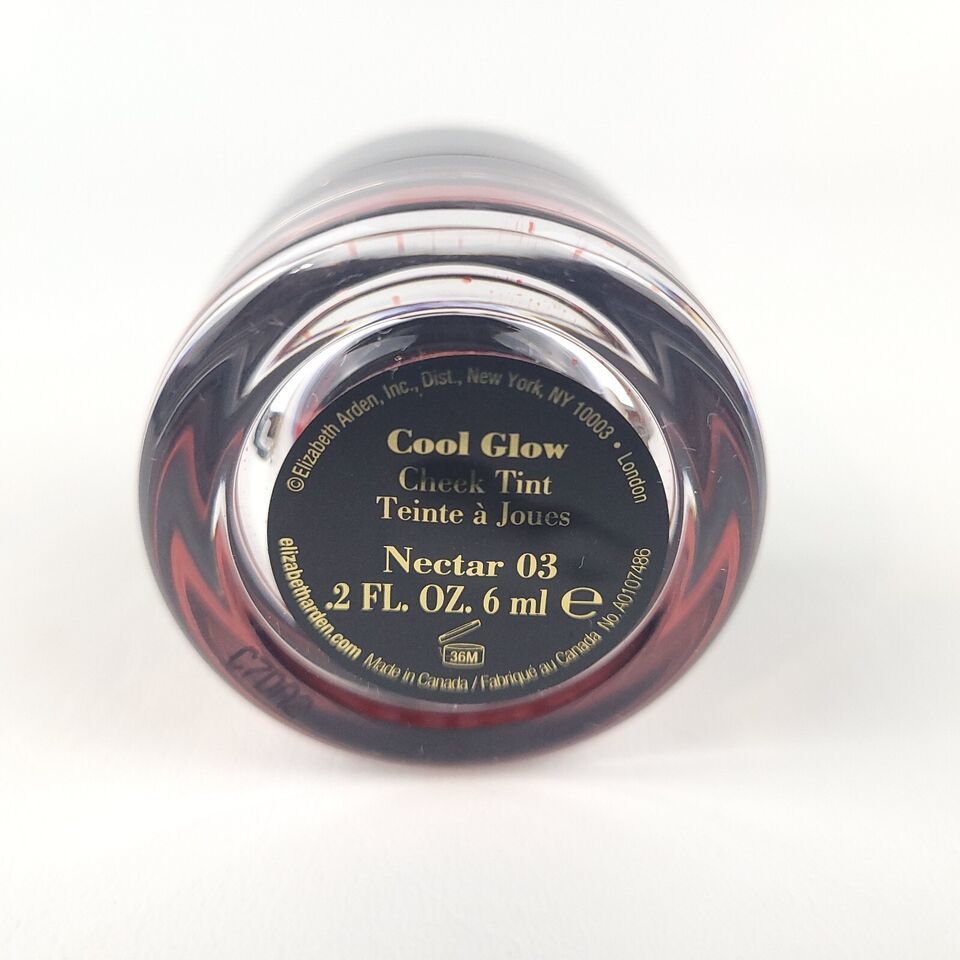 ©Elizabeth Arden, Inc., Dist., New York, NY 10003 • London
Cool Glow
Cheek Tint
Teinte à Joues
Nectar 03
.2 FL. OZ. 6 ml ℮
36M
elizabetharden.com
Made in Canada / Fabriqué au Canada No. A0107486